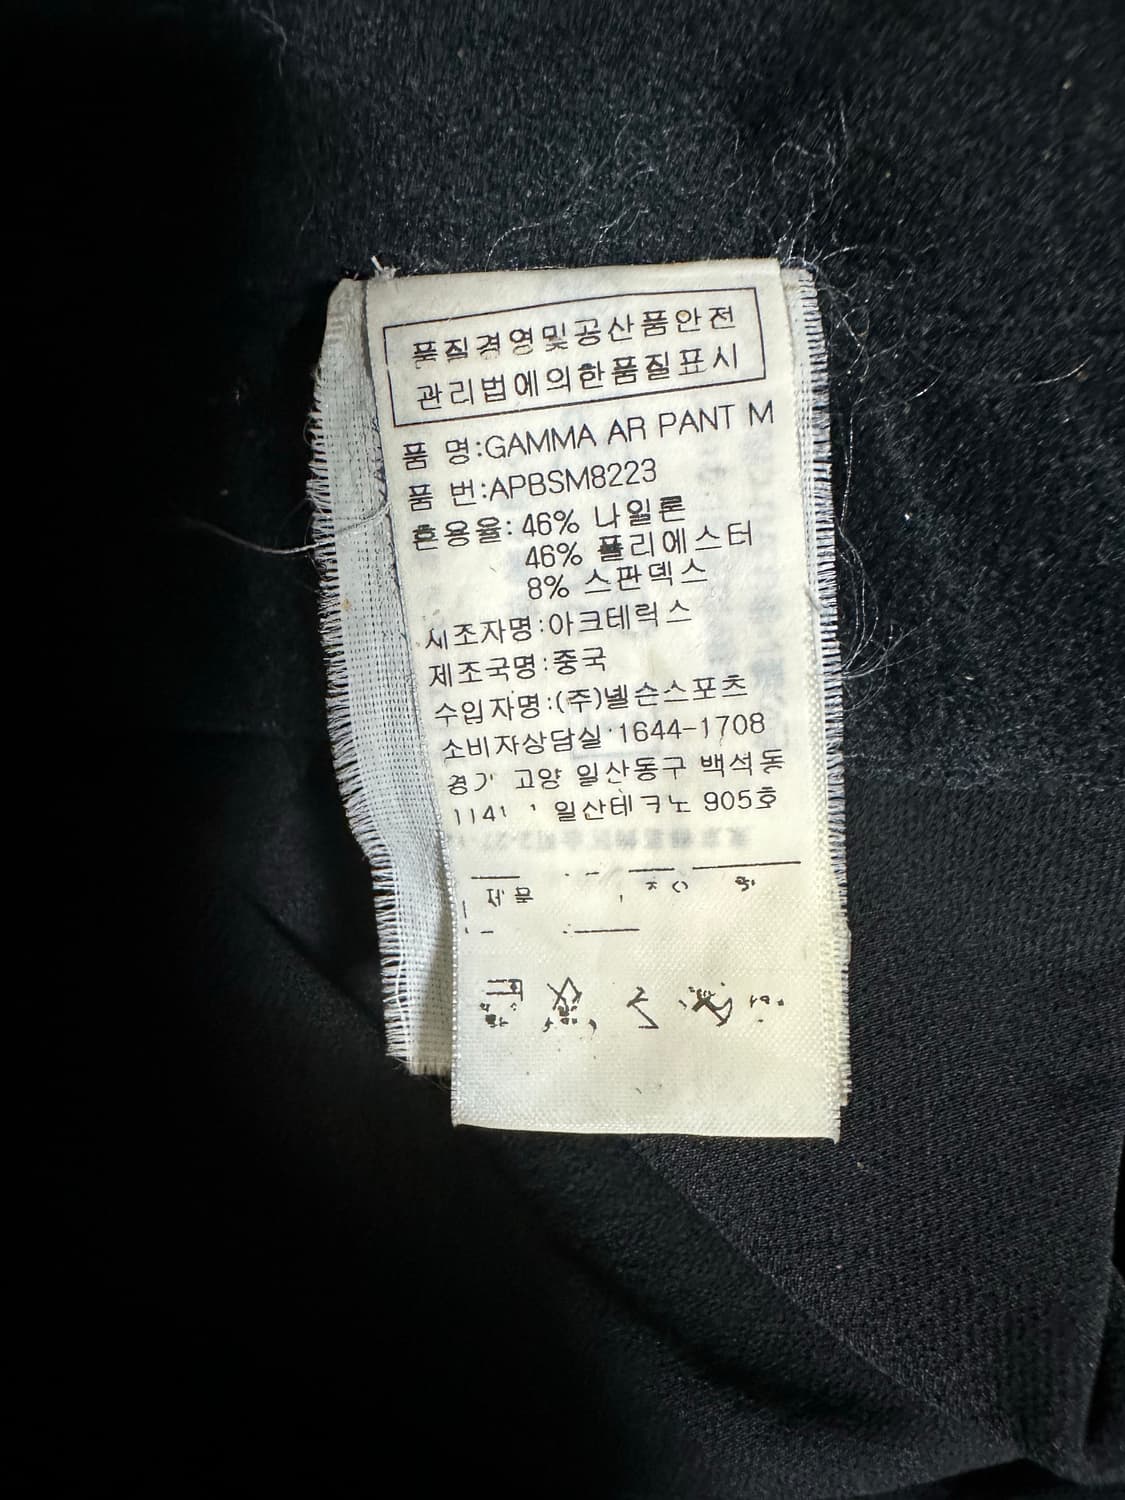 품질경영및공산품안전
관리법에의한품질표시
품 명:GAMMA AR PANT M
품 번:APBSM8223
혼용율: 46% 나일론
46% 폴리에스터
8% 스판덱스
제조자명:아크테릭스
제조국명:중국
수입자명:(주)넬슨스포츠
소비자상담실:1644-1708
고양 일산동구 백석동
일산테크노 905호